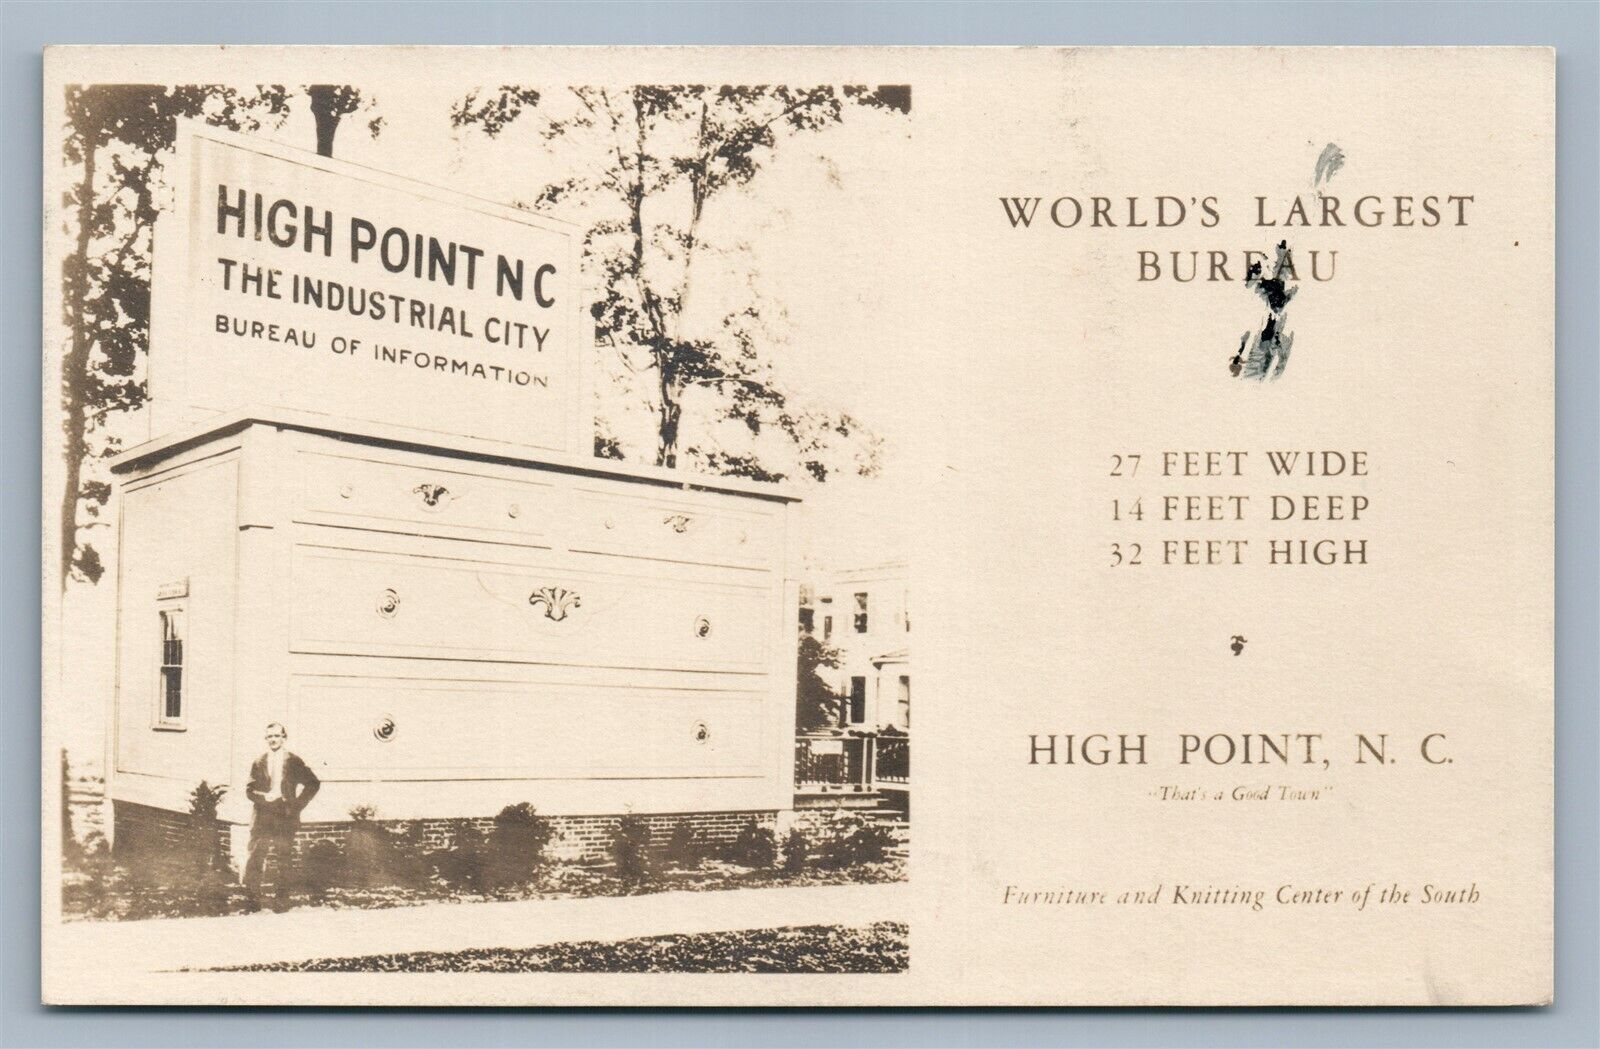 HIGH POINT N C
THE INDUSTRIAL CITY
BUREAU OF INFORMATION
WORLD'S LARGEST
BUREAU
27 FEET WIDE
14 FEET DEEP
32 FEET HIGH
HIGH POINT, N. C.
"That's a Good Town"
Furniture and Knitting Center of the South